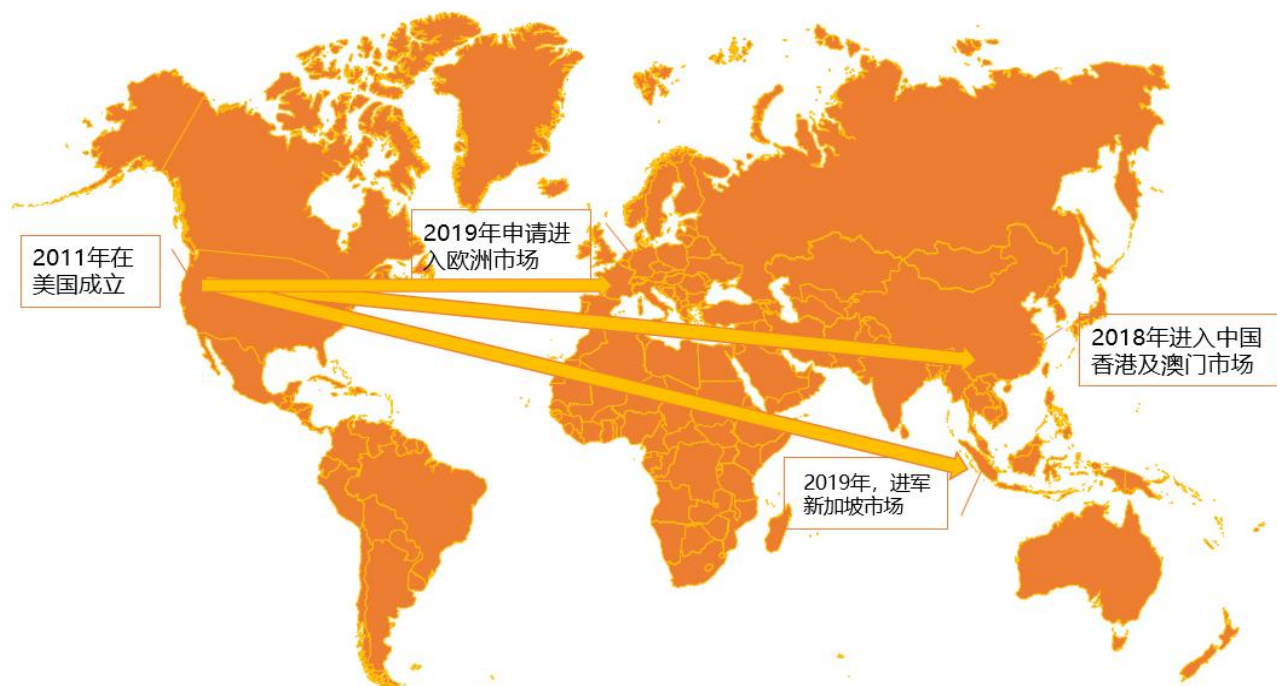 2011年在
美国成立
2019年申请进
入欧洲市场
2018年进入中国
香港及澳门市场
2019年，进军
新加坡市场